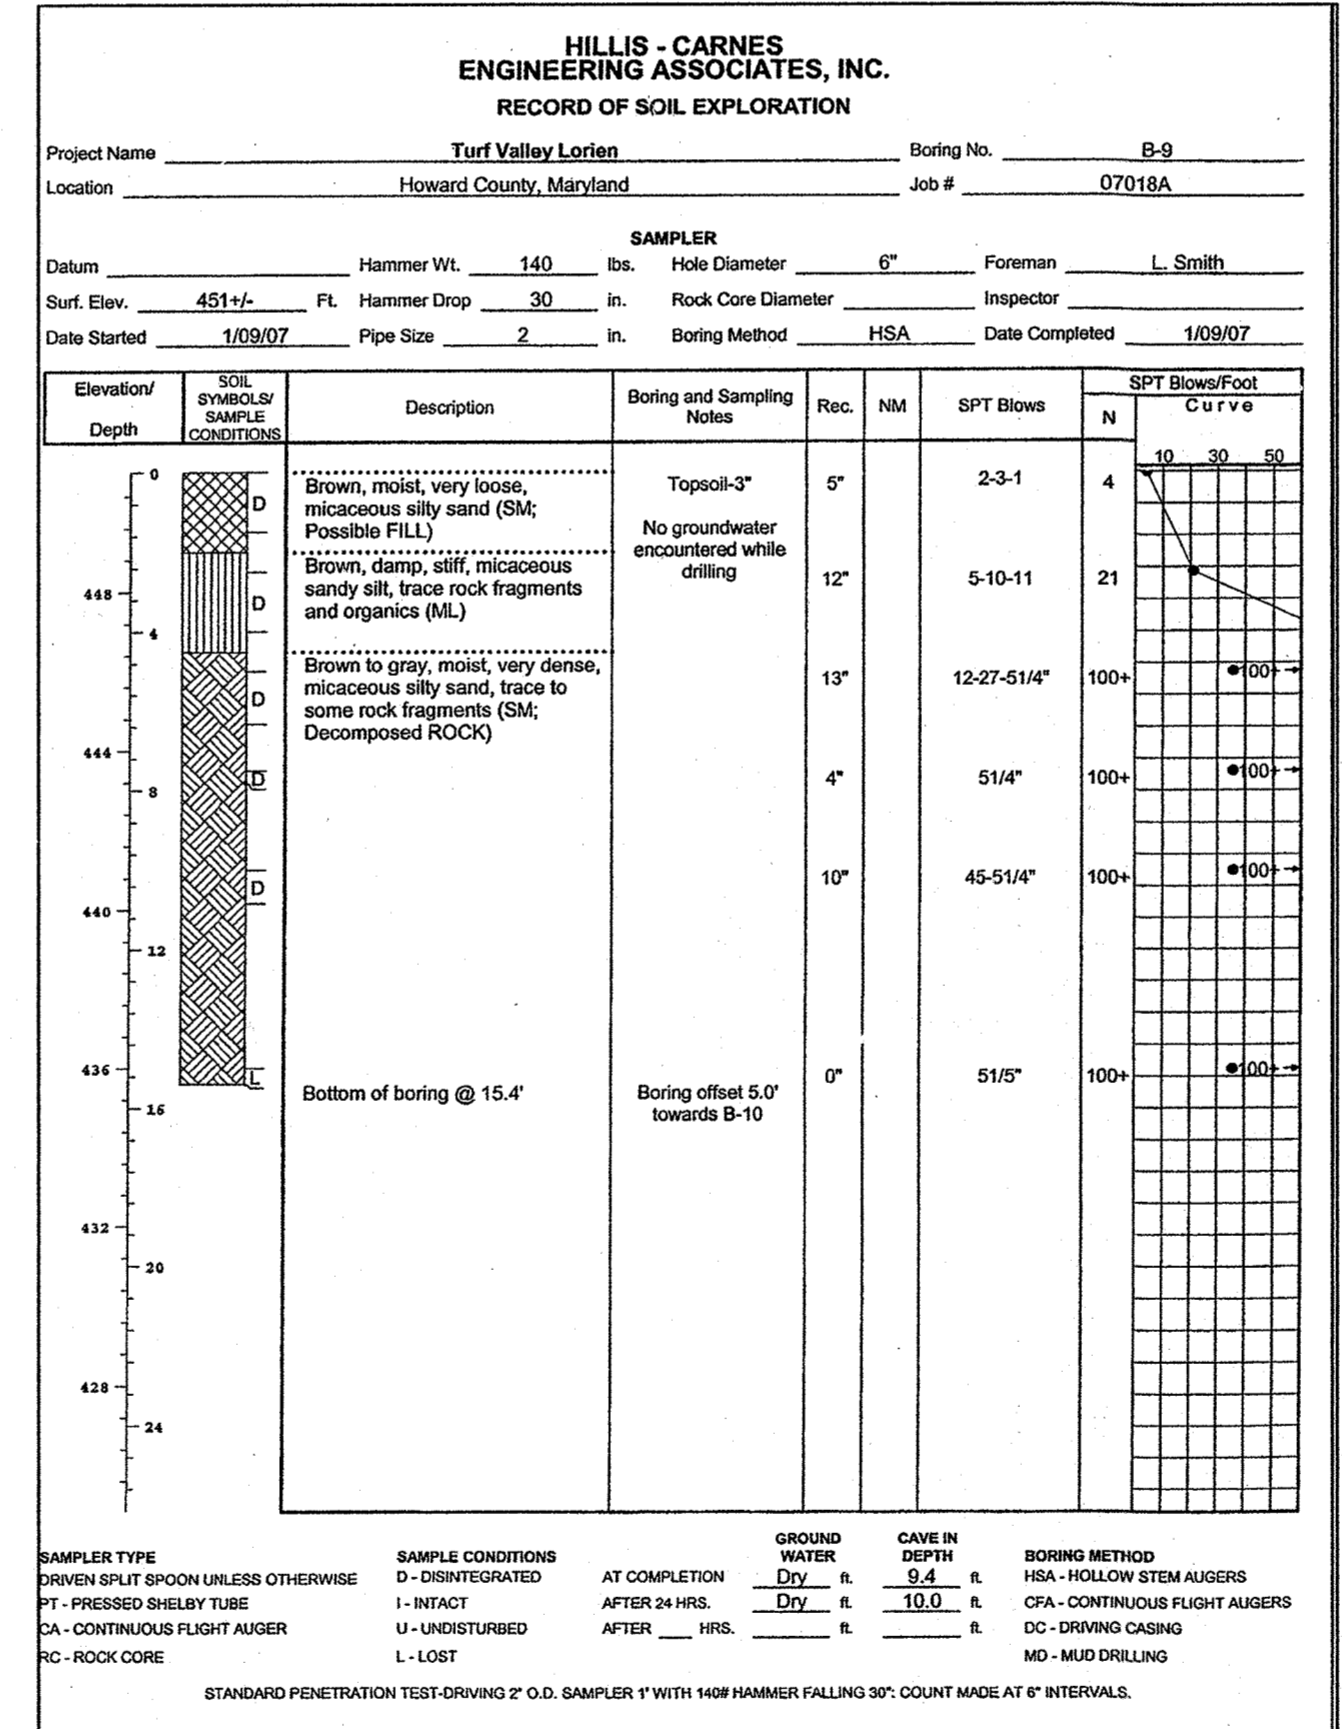 HILLIS - CARNES
ENGINEERING ASSOCIATES, INC.
RECORD OF SOIL EXPLORATION
Project Name Turf Valley Lorien Boring No. B-9
Location Howard County, Maryland Job # 07018A
SAMPLER
Datum Hammer Wt. 140 lbs. Hole Diameter 6" Foreman L. Smith
Surf. Elev. 451+/- Ft. Hammer Drop 30 in. Rock Core Diameter Inspector
Date Started 1/09/07 Pipe Size 2 in. Boring Method HSA Date Completed 1/09/07
Elevation/
Depth
SOIL
SYMBOLS/
SAMPLE
CONDITIONS
Description
Boring and Sampling
Notes
Rec.
NM
SPT Blows
SPT Blows/Foot
N
Curve
10 30 50
0
D
Brown, moist, very loose,
micaceous silty sand (SM;
Possible FILL)
Topsoil-3"
No groundwater
encountered while
drilling
5"
2-3-1
4
448
4
D
Brown, damp, stiff, micaceous
sandy silt, trace rock fragments
and organics (ML)
12"
5-10-11
21
D
Brown to gray, moist, very dense,
micaceous silty sand, trace to
some rock fragments (SM;
Decomposed ROCK)
13"
12-27-51/4"
100+
100+
444
8
D
4"
51/4"
100+
100+
D
10"
45-51/4"
100+
100+
440
12
436
L
Bottom of boring @ 15.4'
Boring offset 5.0'
towards B-10
0"
51/5"
100+
100+
16
432
20
428
24
SAMPLER TYPE
DRIVEN SPLIT SPOON UNLESS OTHERWISE
PT - PRESSED SHELBY TUBE
CA - CONTINUOUS FLIGHT AUGER
RC - ROCK CORE
SAMPLE CONDITIONS
D - DISINTEGRATED
I - INTACT
U - UNDISTURBED
L - LOST
GROUND
WATER
CAVE IN
DEPTH
AT COMPLETION Dry ft. 9.4 ft.
AFTER 24 HRS. Dry ft. 10.0 ft.
AFTER ___ HRS. ft. ft.
BORING METHOD
HSA - HOLLOW STEM AUGERS
CFA - CONTINUOUS FLIGHT AUGERS
DC - DRIVING CASING
MD - MUD DRILLING
STANDARD PENETRATION TEST-DRIVING 2" O.D. SAMPLER 1' WITH 140# HAMMER FALLING 30": COUNT MADE AT 6" INTERVALS.